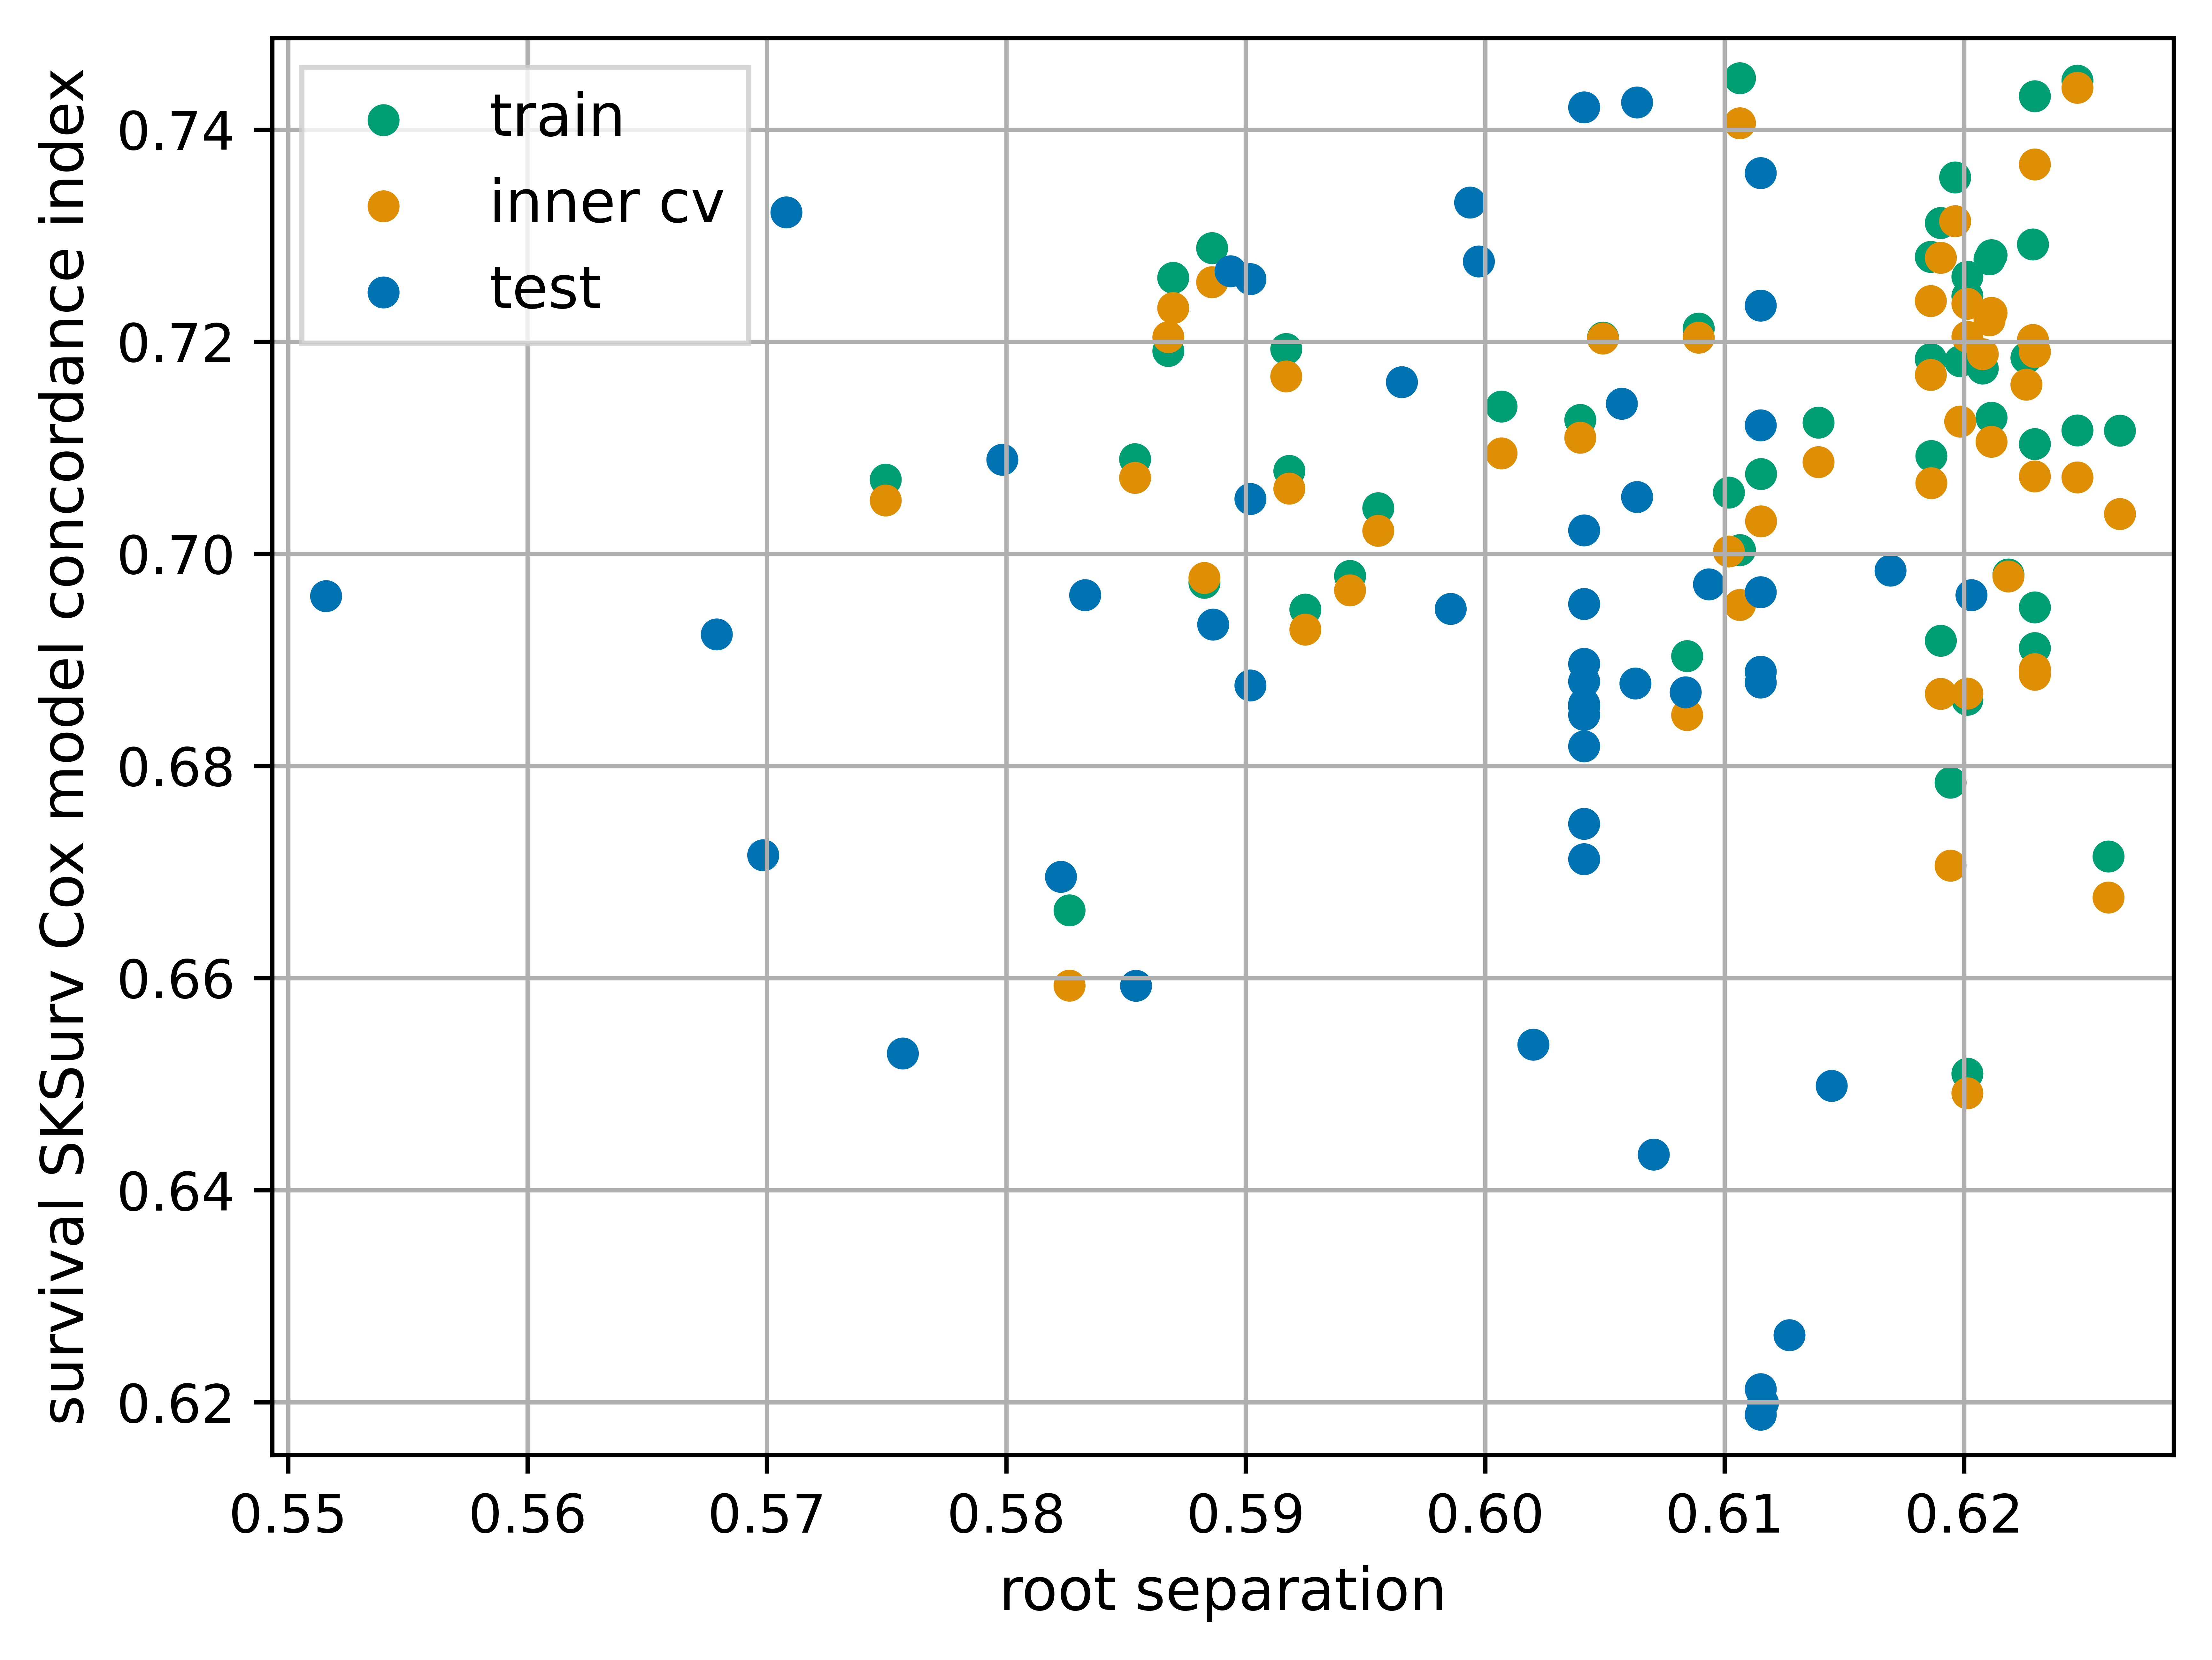 train
inner cv
test
survival SKSurv Cox model concordance index
0.74
0.72
0.70
0.68
0.66
0.64
0.62
0.55 0.56 0.57 0.58 0.59 0.60 0.61 0.62
root separation